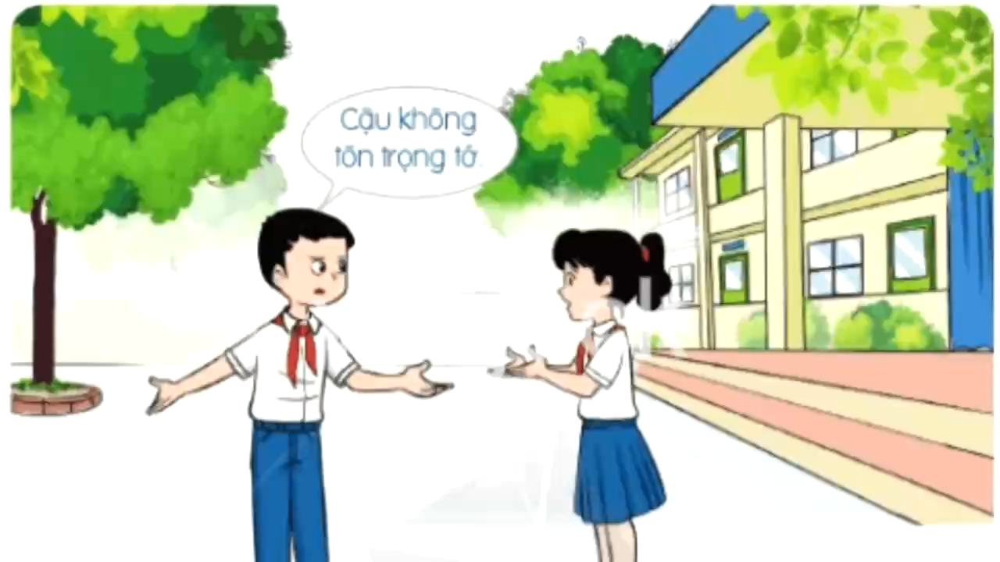 Cậu không
tôn trọng tớ.